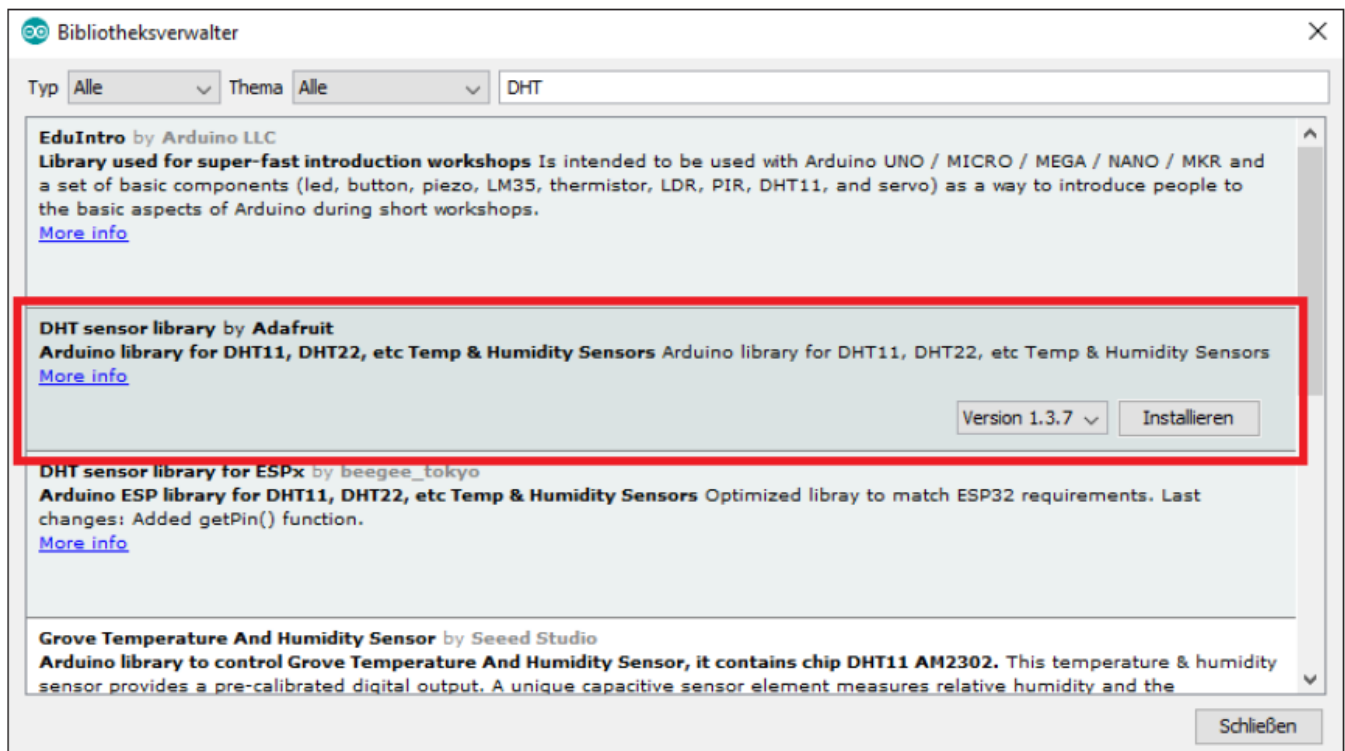 Bibliotheksverwalter
Typ Alle Thema Alle DHT
EduIntro by Arduino LLC
Library used for super-fast introduction workshops Is intended to be used with Arduino UNO / MICRO / MEGA / NANO / MKR and
a set of basic components (led, button, piezo, LM35, thermistor, LDR, PIR, DHT11, and servo) as a way to introduce people to
the basic aspects of Arduino during short workshops.
More info
DHT sensor library by Adafruit
Arduino library for DHT11, DHT22, etc Temp & Humidity Sensors Arduino library for DHT11, DHT22, etc Temp & Humidity Sensors
More info
Version 1.3.7 Installieren
DHT sensor library for ESPx by beegee_tokyo
Arduino ESP library for DHT11, DHT22, etc Temp & Humidity Sensors Optimized libray to match ESP32 requirements. Last
changes: Added getPin() function.
More info
Grove Temperature And Humidity Sensor by Seeed Studio
Arduino library to control Grove Temperature And Humidity Sensor, it contains chip DHT11 AM2302. This temperature & humidity
sensor provides a pre-calibrated digital output. A unique capacitive sensor element measures relative humidity and the
Schließen